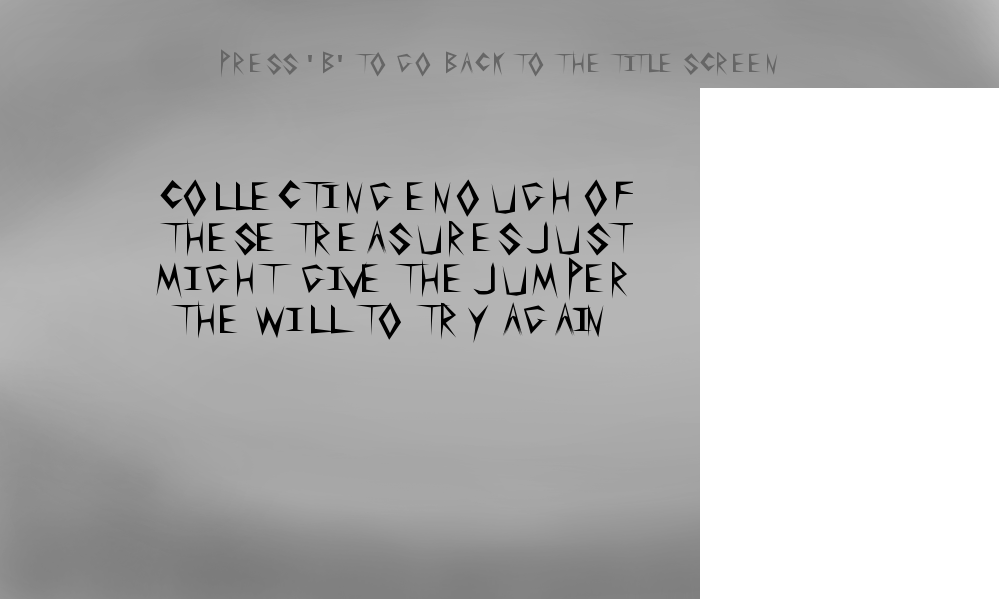 PRESS 'B' TO GO BACK TO THE TITLE SCREEN
COLLECTING ENOUGH OF
THESE TREASURES JUST
MIGHT GIVE THE JUMPER
THE WILL TO TRY AGAIN